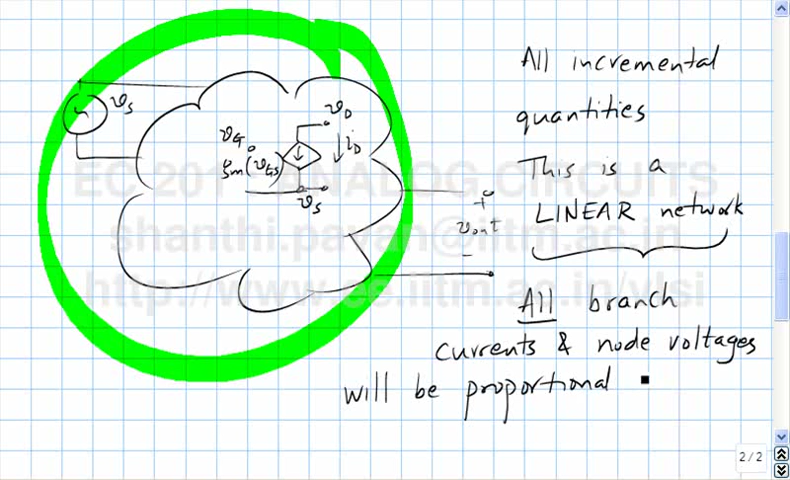 All incremental
quantities
This is a
LINEAR network
All branch
currents & node voltages
will be proportional
vs
vD
vG
gm(vGS)
iD
vS
+
vout
-
EC 201 ANALOG CIRCUITS
shanthi.pavan@iitm.ac.in
http://www.ee.iitm.ac.in/vlsi
2 / 2